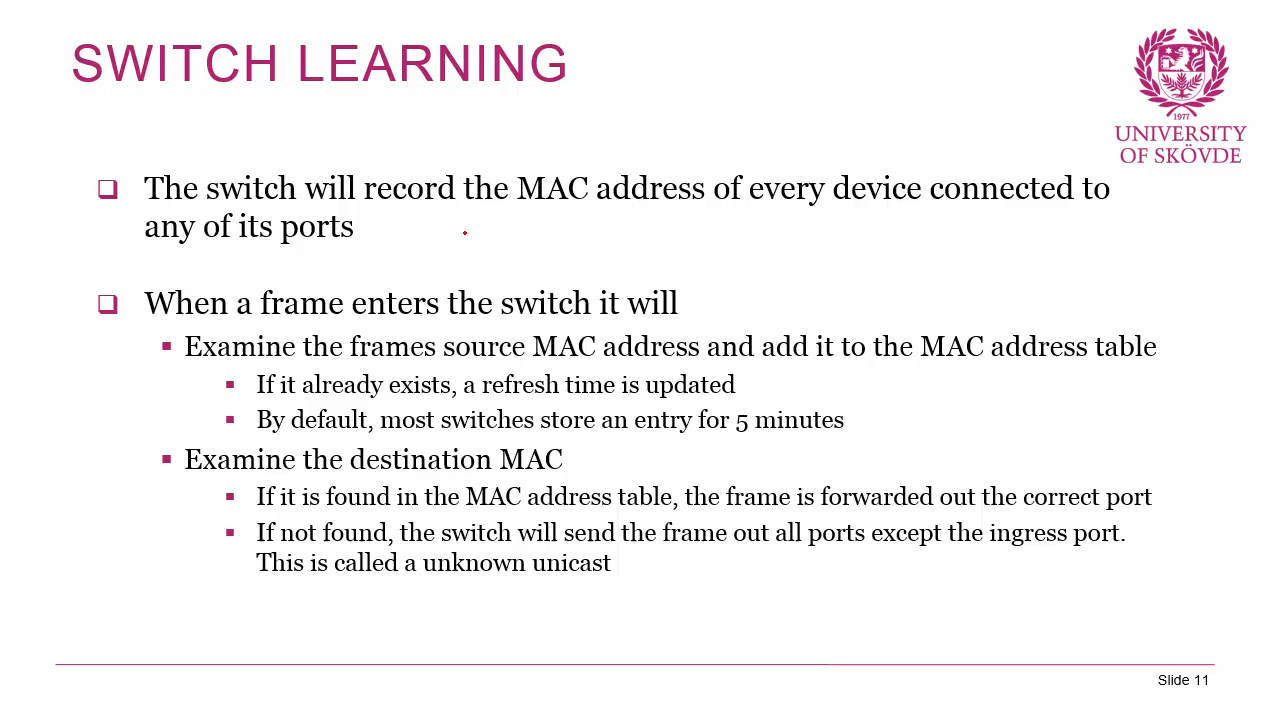 SWITCH LEARNING
1977
UNIVERSITY
OF SKÖVDE
The switch will record the MAC address of every device connected to
any of its ports
When a frame enters the switch it will
Examine the frames source MAC address and add it to the MAC address table
If it already exists, a refresh time is updated
By default, most switches store an entry for 5 minutes
Examine the destination MAC
If it is found in the MAC address table, the frame is forwarded out the correct port
If not found, the switch will send the frame out all ports except the ingress port.
This is called a unknown unicast
Slide 11